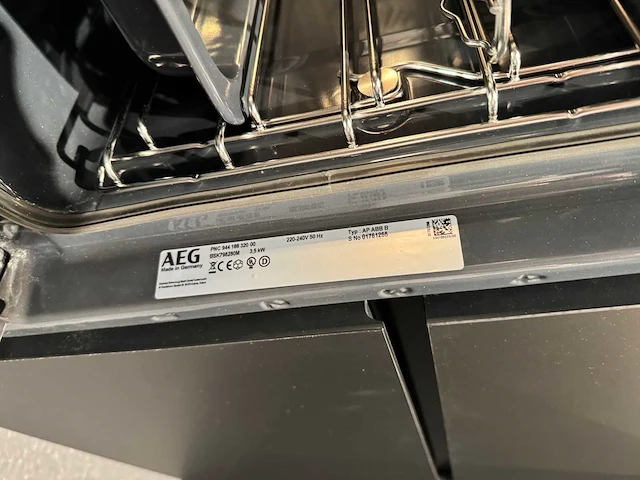 AEG
Made in Germany
PNC 944 188 320 00
BSK798280M 3,5 kW
220-240V 50 Hz
Typ: AP ABB B
S No 01761268
CE